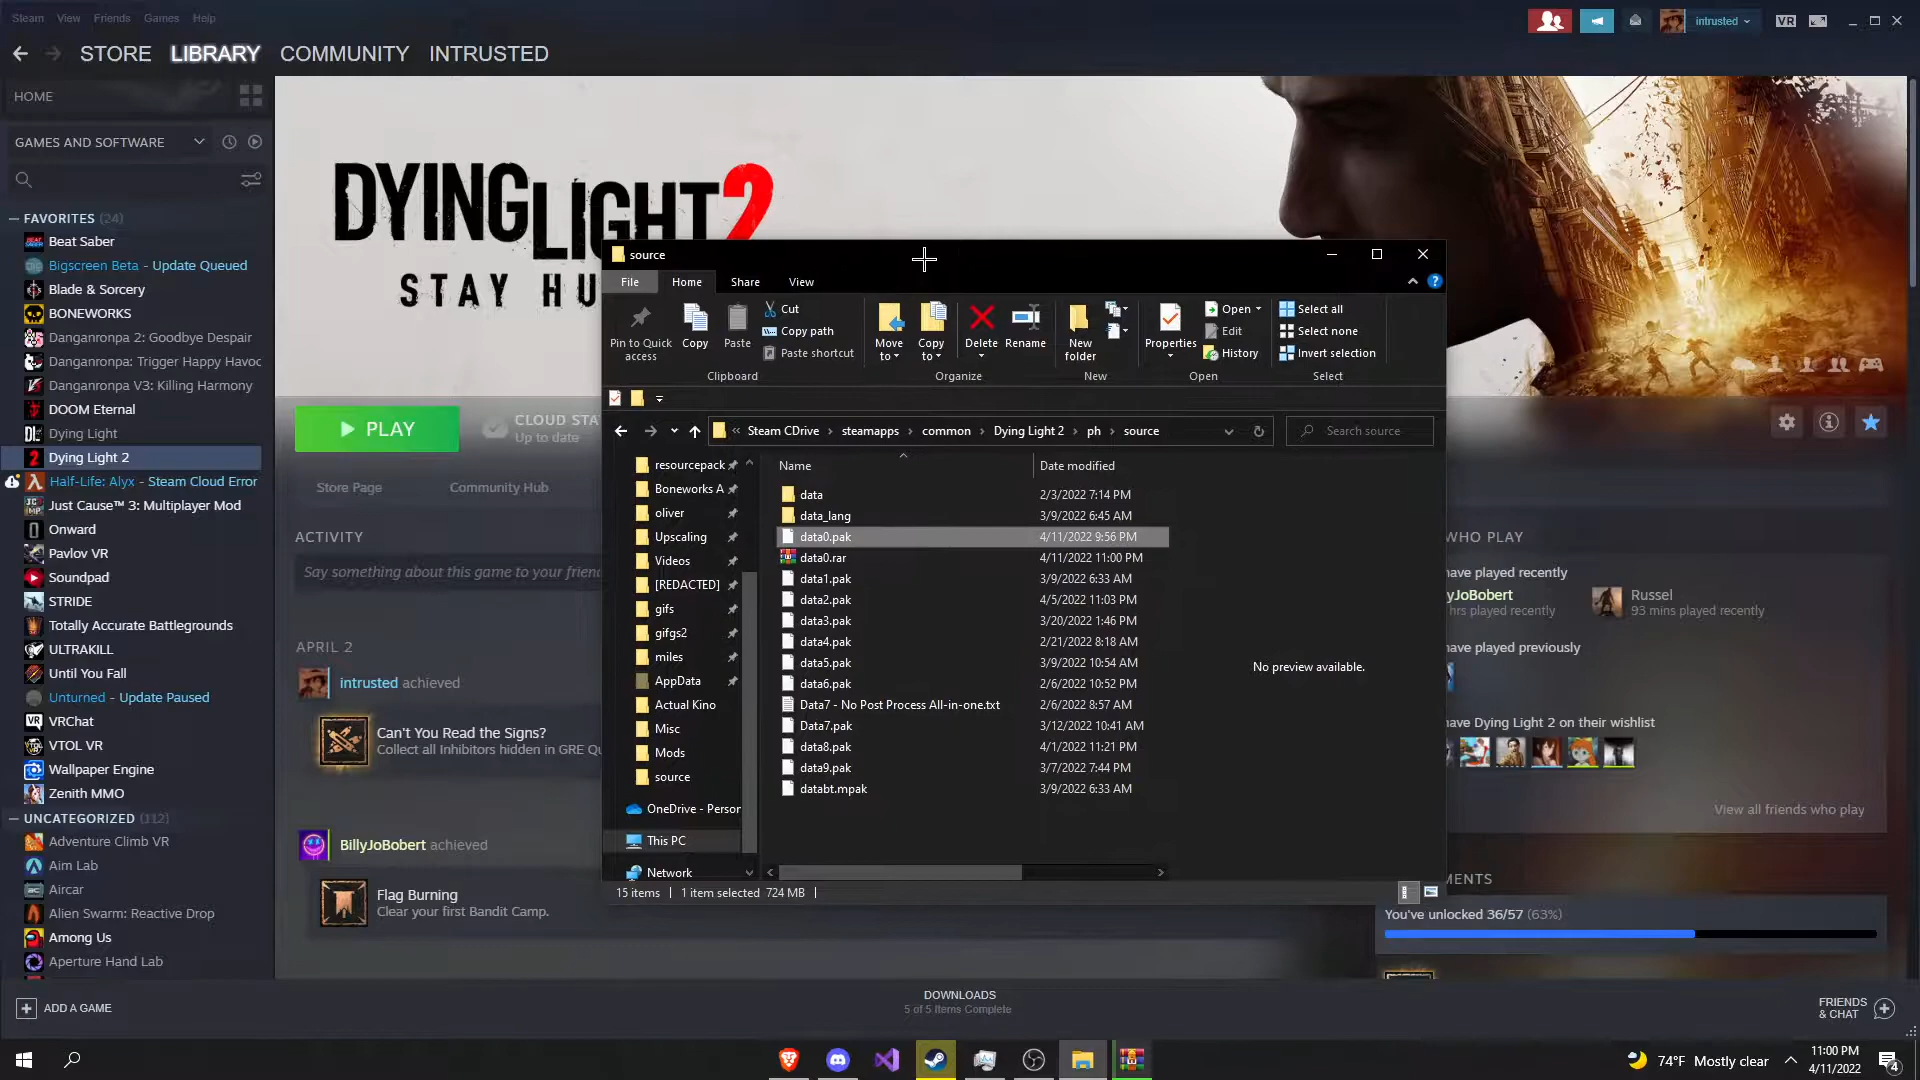 Steam View Friends Games Help
intrusted
VR
STORE LIBRARY COMMUNITY INTRUSTED
HOME
GAMES AND SOFTWARE
FAVORITES (24)
Beat Saber
Bigscreen Beta - Update Queued
Blade & Sorcery
BONEWORKS
Danganronpa 2: Goodbye Despair
Danganronpa: Trigger Happy Havoc
Danganronpa V3: Killing Harmony
DOOM Eternal
Dying Light
Dying Light 2
Half-Life: Alyx - Steam Cloud Error
Just Cause™ 3: Multiplayer Mod
Onward
Pavlov VR
Soundpad
STRIDE
Totally Accurate Battlegrounds
ULTRAKILL
Until You Fall
Unturned - Update Paused
VRChat
VTOL VR
Wallpaper Engine
Zenith MMO
UNCATEGORIZED (112)
Adventure Climb VR
Aim Lab
Aircar
Alien Swarm: Reactive Drop
Among Us
Aperture Hand Lab
ADD A GAME
DYING LIGHT 2
STAY HU
PLAY
CLOUD STA
Up to date
Store Page
Community Hub
ACTIVITY
Say something about this game to your friend
APRIL 2
intrusted achieved
Can't You Read the Signs?
Collect all Inhibitors hidden in GRE Qu
BillyJoBobert achieved
Flag Burning
Clear your first Bandit Camp.
source
File Home Share View
Pin to Quick access
Copy
Paste
Cut
Copy path
Paste shortcut
Clipboard
Move to
Copy to
Delete
Rename
Organize
New folder
New
Properties
Open
Edit
History
Open
Select all
Select none
Invert selection
Select
« Steam CDrive > steamapps > common > Dying Light 2 > ph > source
Search source
resourcepack
Boneworks A
oliver
Upscaling
Videos
[REDACTED]
gifs
gifgs2
miles
AppData
Actual Kino
Misc
Mods
source
OneDrive - Person
This PC
Network
Name Date modified
data 2/3/2022 7:14 PM
data_lang 3/9/2022 6:45 AM
data0.pak 4/11/2022 9:56 PM
data0.rar 4/11/2022 11:00 PM
data1.pak 3/9/2022 6:33 AM
data2.pak 4/5/2022 11:03 PM
data3.pak 3/20/2022 1:46 PM
data4.pak 2/21/2022 8:18 AM
data5.pak 3/9/2022 10:54 AM
data6.pak 2/6/2022 10:52 PM
Data7 - No Post Process All-in-one.txt 2/6/2022 8:57 AM
Data7.pak 3/12/2022 10:41 AM
data8.pak 4/1/2022 11:21 PM
data9.pak 3/7/2022 7:44 PM
databt.mpak 3/9/2022 6:33 AM
No preview available.
15 items 1 item selected 724 MB
WHO PLAY
have played recently
yJoBobert
hrs played recently
Russel
93 mins played recently
have played previously
have Dying Light 2 on their wishlist
View all friends who play
MENTS
You've unlocked 36/57 (63%)
DOWNLOADS
5 of 5 Items Complete
FRIENDS & CHAT
74°F Mostly clear
11:00 PM
4/11/2022
4